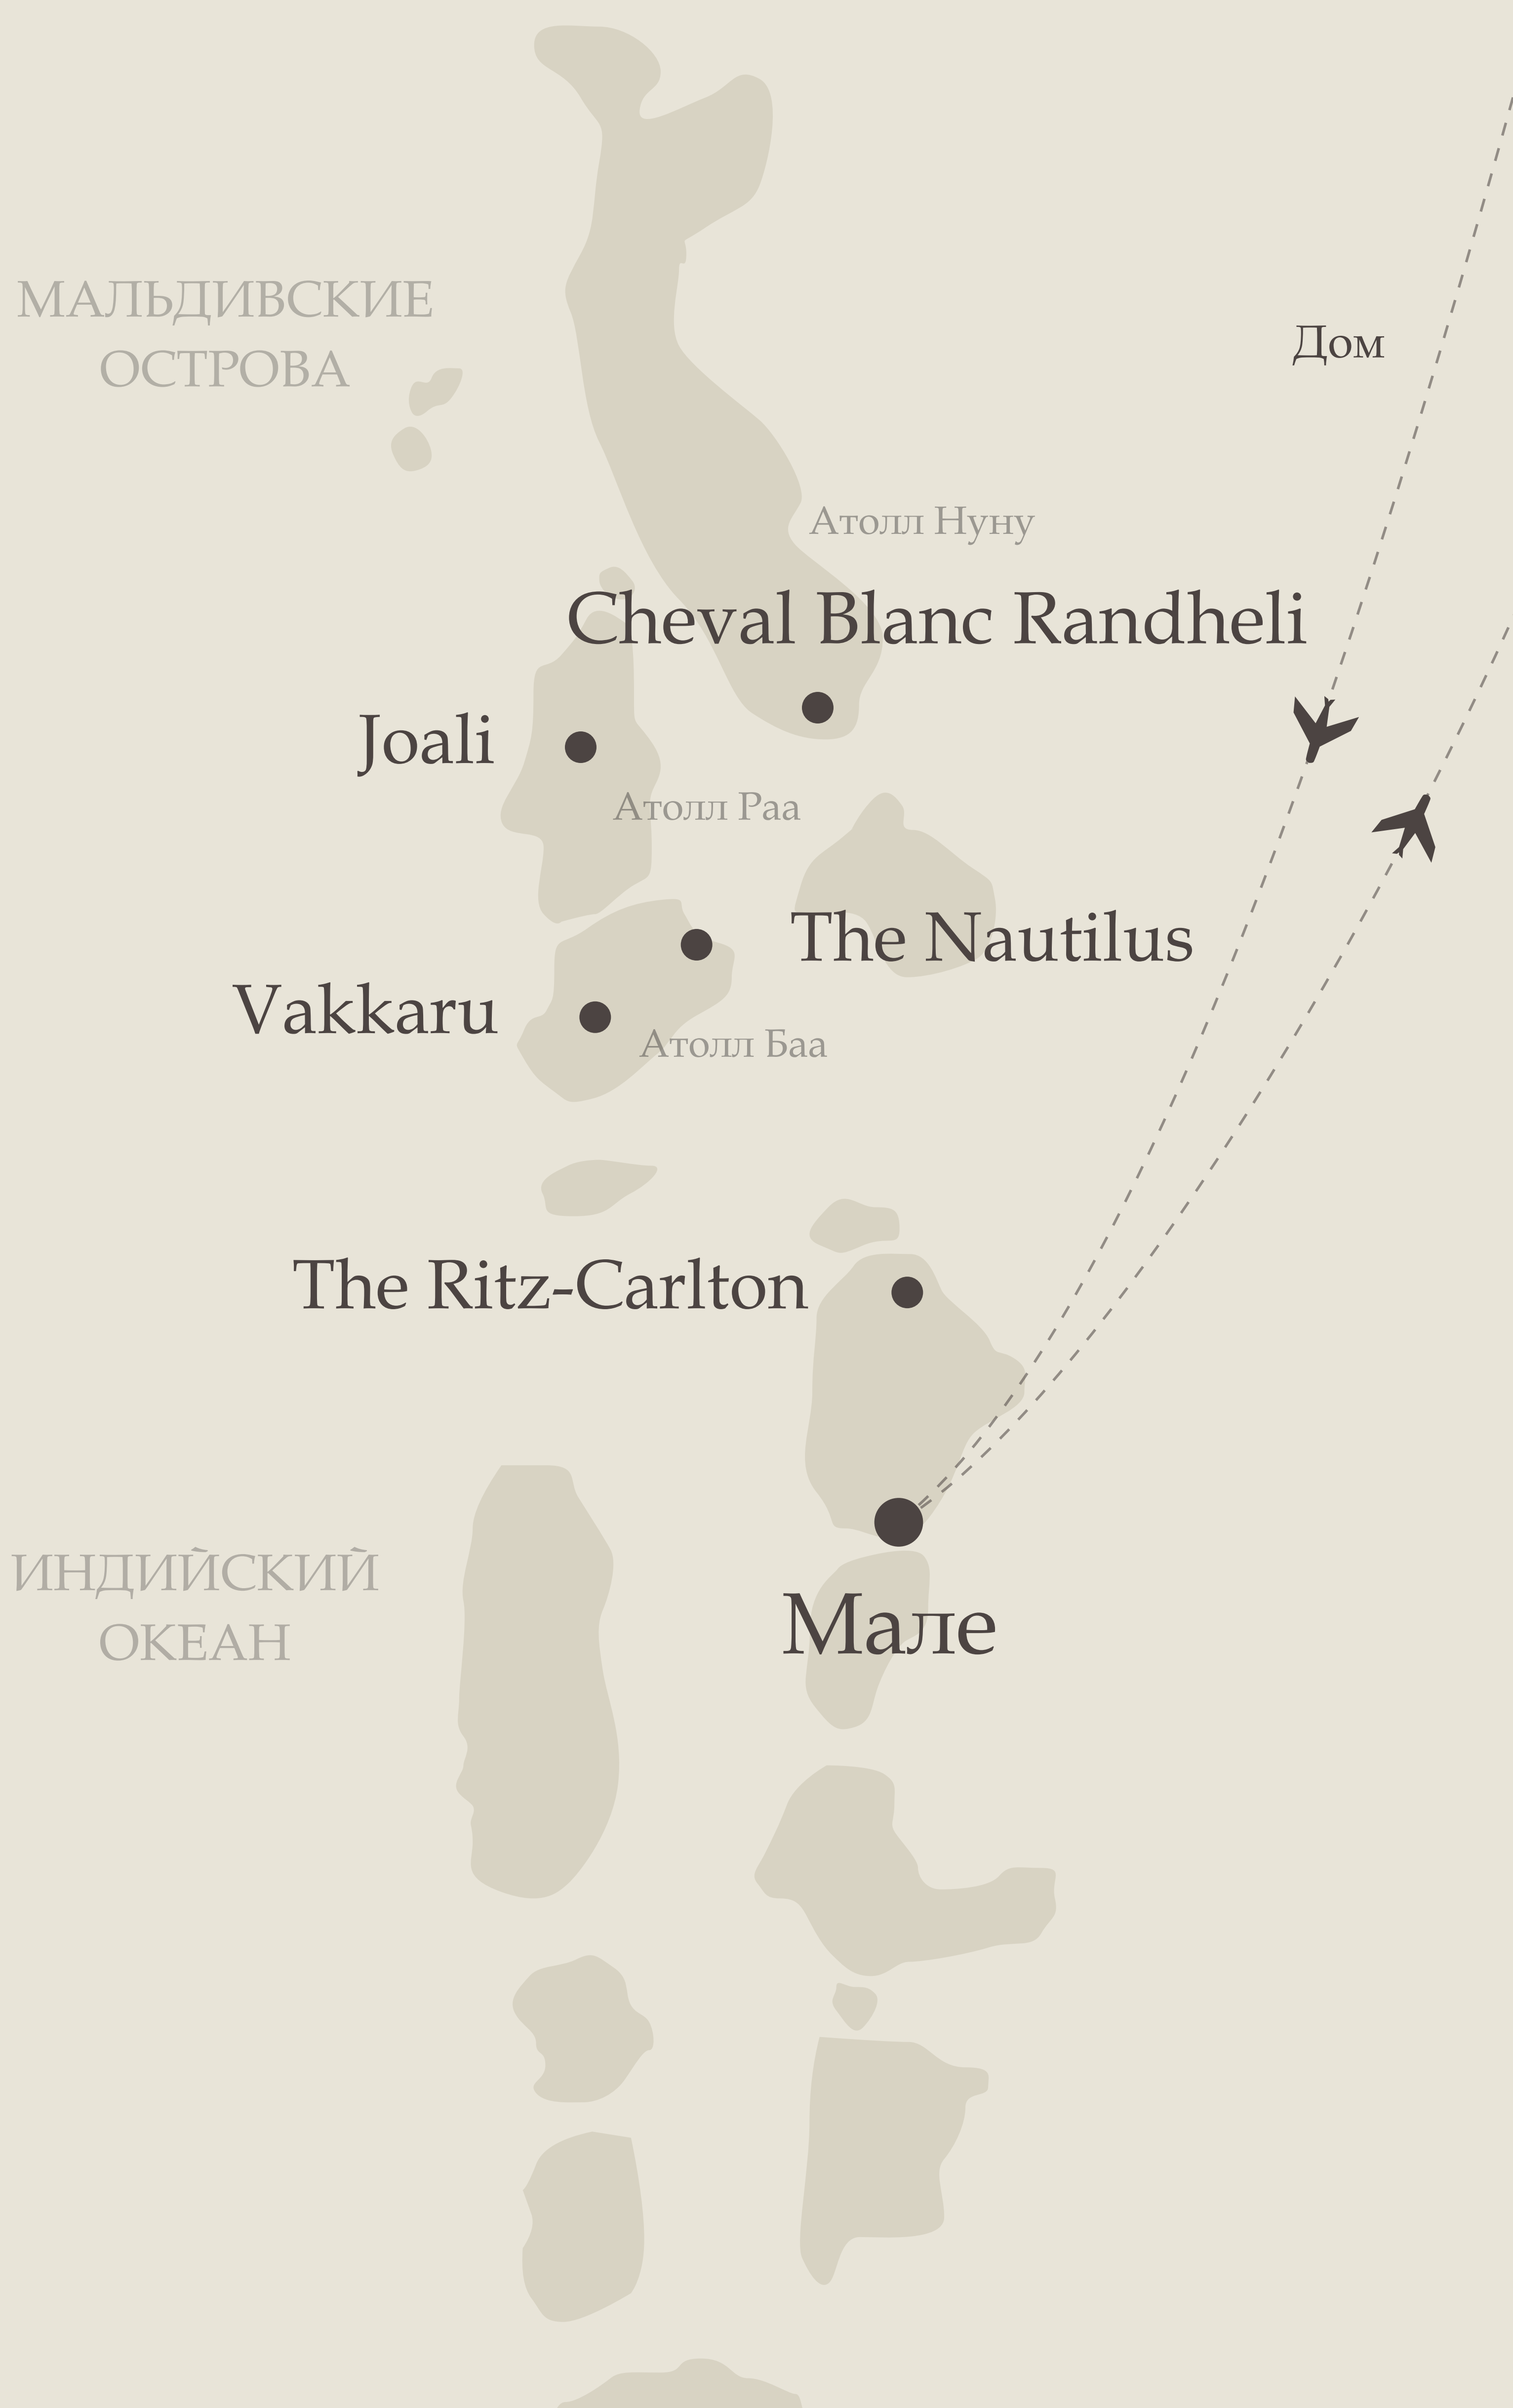 МАЛЬДИВСКИЕ
ОСТРОВА
Дом
Атолл Нуну
Cheval Blanc Randheli
Joali
Атолл Раа
The Nautilus
Vakkaru
Атолл Баа
The Ritz-Carlton
ИНДИЙСКИЙ
ОКЕАН
Мале